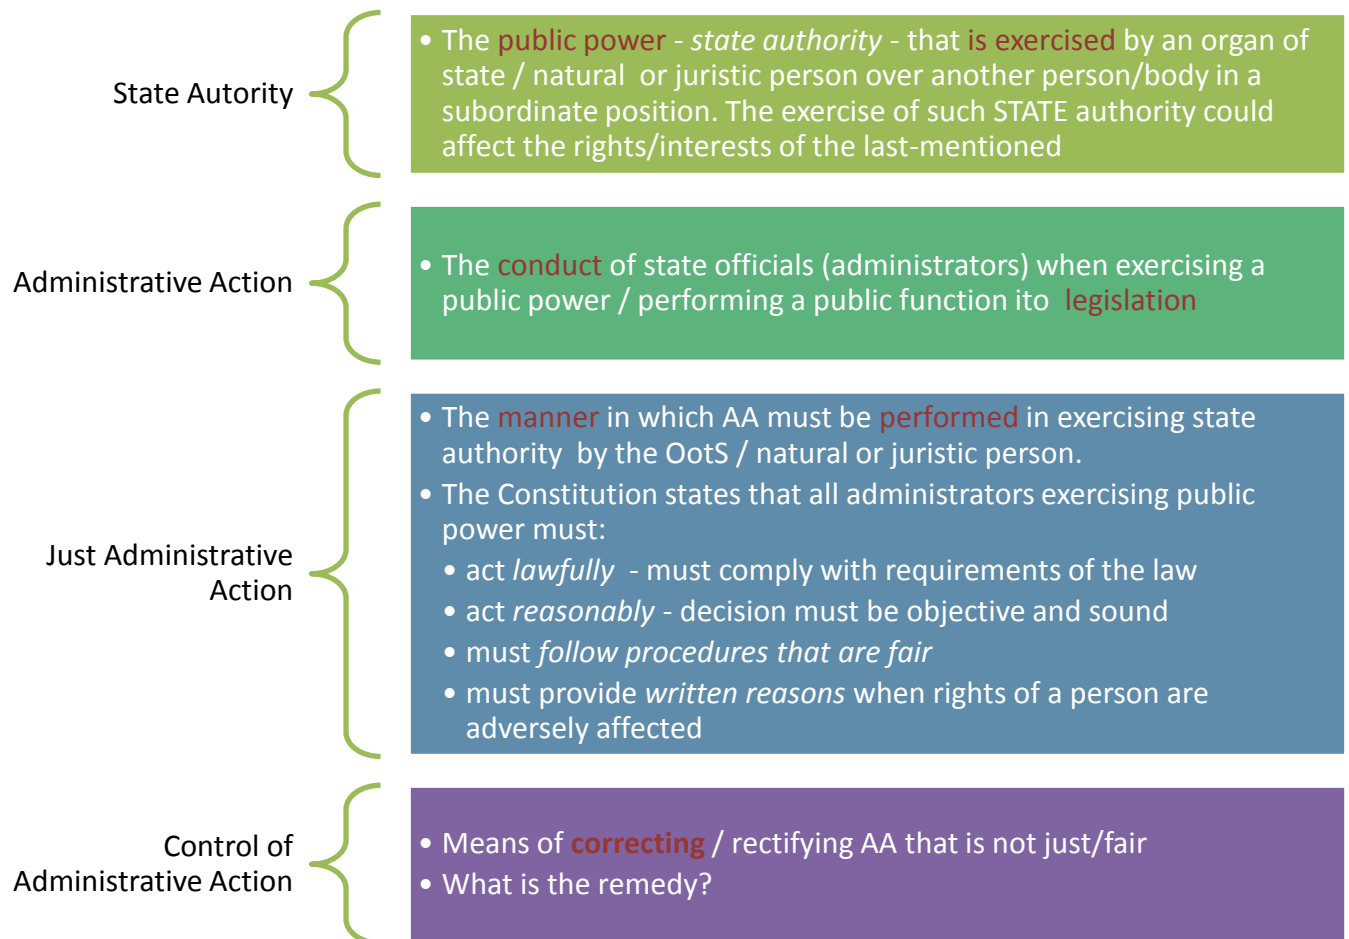 State Autority
• The public power - state authority - that is exercised by an organ of
state / natural or juristic person over another person/body in a
subordinate position. The exercise of such STATE authority could
affect the rights/interests of the last-mentioned
Administrative Action
• The conduct of state officials (administrators) when exercising a
public power / performing a public function ito legislation
Just Administrative
Action
• The manner in which AA must be performed in exercising state
authority by the OotS / natural or juristic person.
• The Constitution states that all administrators exercising public
power must:
• act lawfully - must comply with requirements of the law
• act reasonably - decision must be objective and sound
• must follow procedures that are fair
• must provide written reasons when rights of a person are
adversely affected
Control of
Administrative Action
• Means of correcting / rectifying AA that is not just/fair
• What is the remedy?